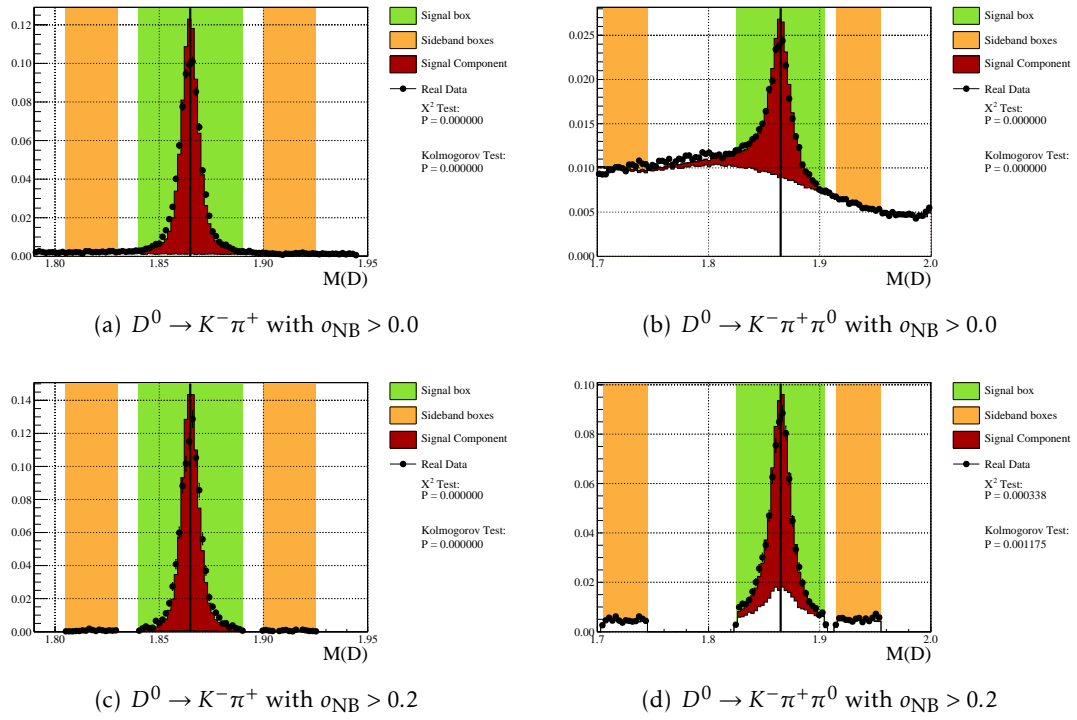 0.12
0.10
0.08
0.06
0.04
0.02
0.00
1.80
1.85
1.90
1.95
M(D)
Signal box
Sideband boxes
Signal Component
Real Data
X² Test:
P = 0.000000
Kolmogorov Test:
P = 0.000000
(a) D⁰ → K⁻π⁺ with oNB > 0.0
0.025
0.020
0.015
0.010
0.005
0.000
1.7
1.8
1.9
2.0
M(D)
Signal box
Sideband boxes
Signal Component
Real Data
X² Test:
P = 0.000000
Kolmogorov Test:
P = 0.000000
(b) D⁰ → K⁻π⁺π⁰ with oNB > 0.0
0.14
0.12
0.10
0.08
0.06
0.04
0.02
0.00
1.80
1.85
1.90
1.95
M(D)
Signal box
Sideband boxes
Signal Component
Real Data
X² Test:
P = 0.000000
Kolmogorov Test:
P = 0.000000
(c) D⁰ → K⁻π⁺ with oNB > 0.2
0.10
0.08
0.06
0.04
0.02
0.00
1.7
1.8
1.9
2.0
M(D)
Signal box
Sideband boxes
Signal Component
Real Data
X² Test:
P = 0.000338
Kolmogorov Test:
P = 0.001175
(d) D⁰ → K⁻π⁺π⁰ with oNB > 0.2